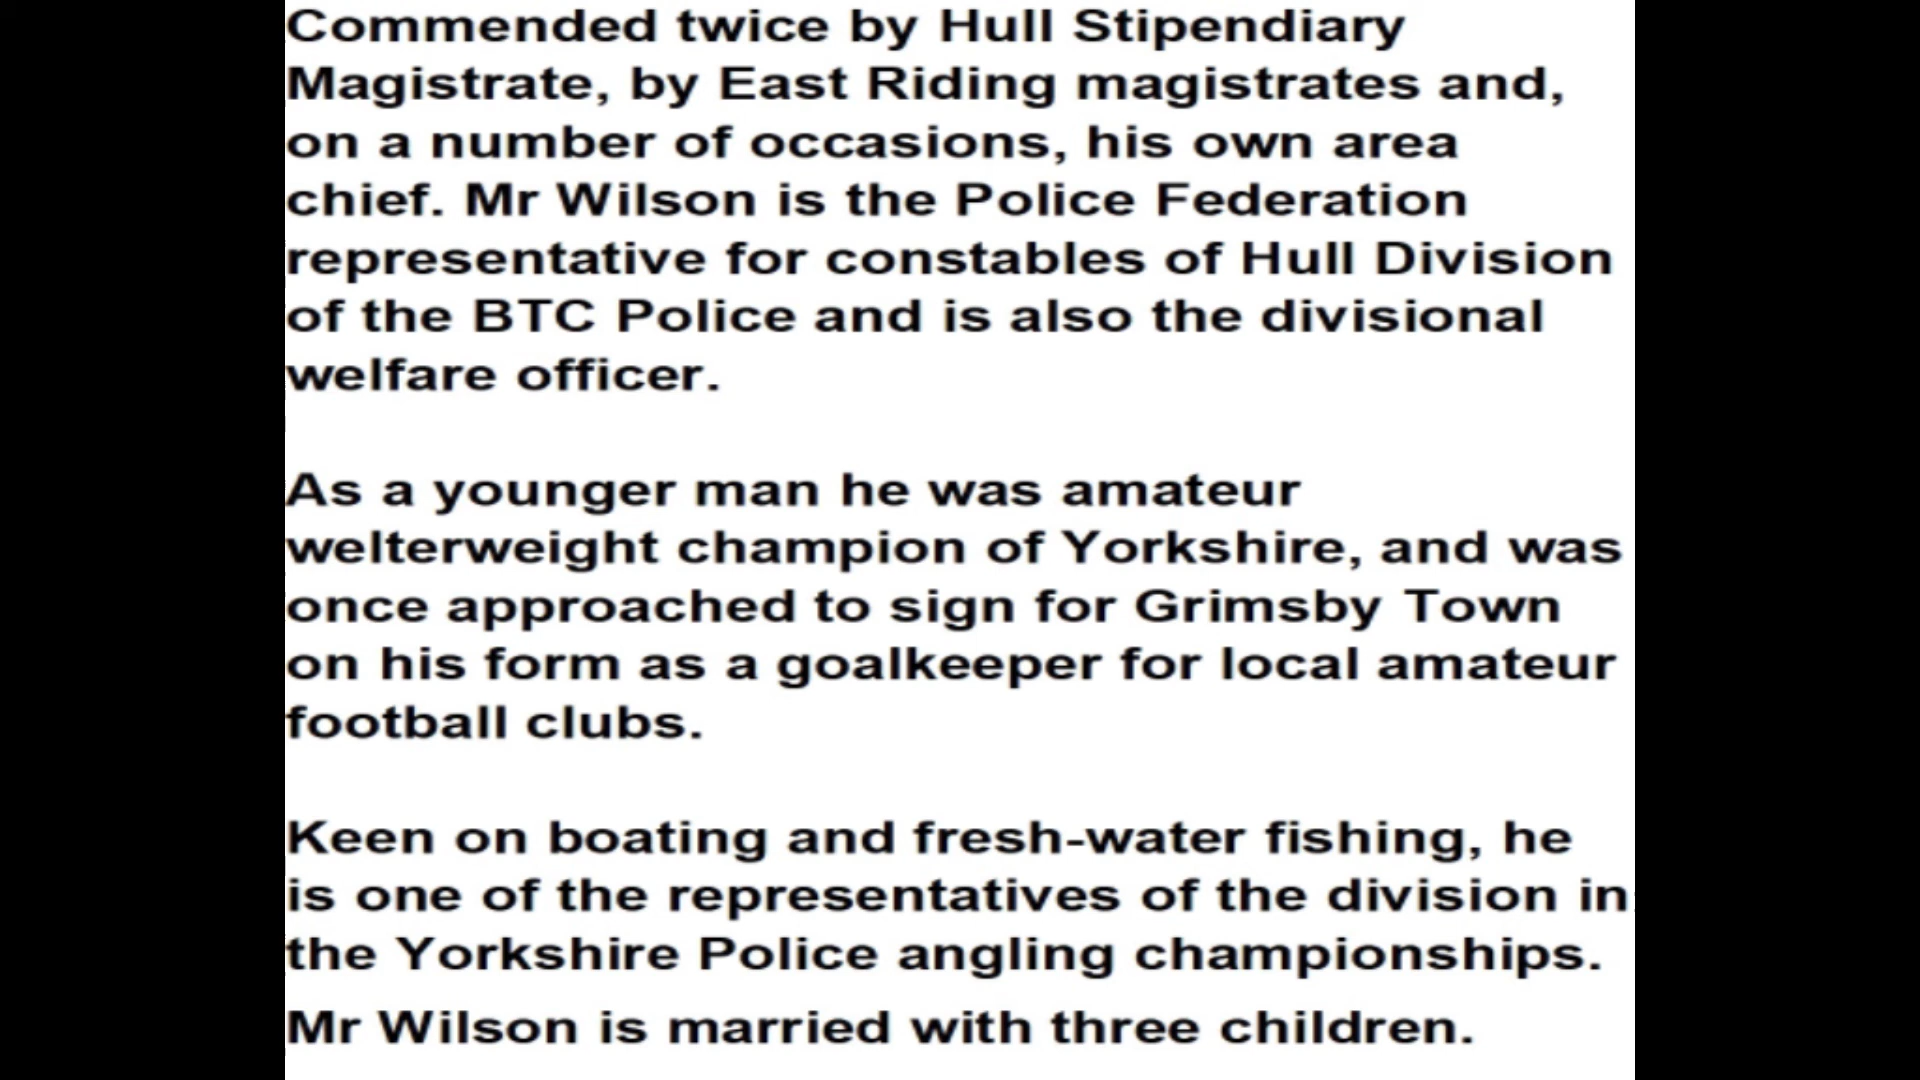 Commended twice by Hull Stipendiary
Magistrate, by East Riding magistrates and,
on a number of occasions, his own area
chief. Mr Wilson is the Police Federation
representative for constables of Hull Division
of the BTC Police and is also the divisional
welfare officer.
As a younger man he was amateur
welterweight champion of Yorkshire, and was
once approached to sign for Grimsby Town
on his form as a goalkeeper for local amateur
football clubs.
Keen on boating and fresh-water fishing, he
is one of the representatives of the division in
the Yorkshire Police angling championships.
Mr Wilson is married with three children.